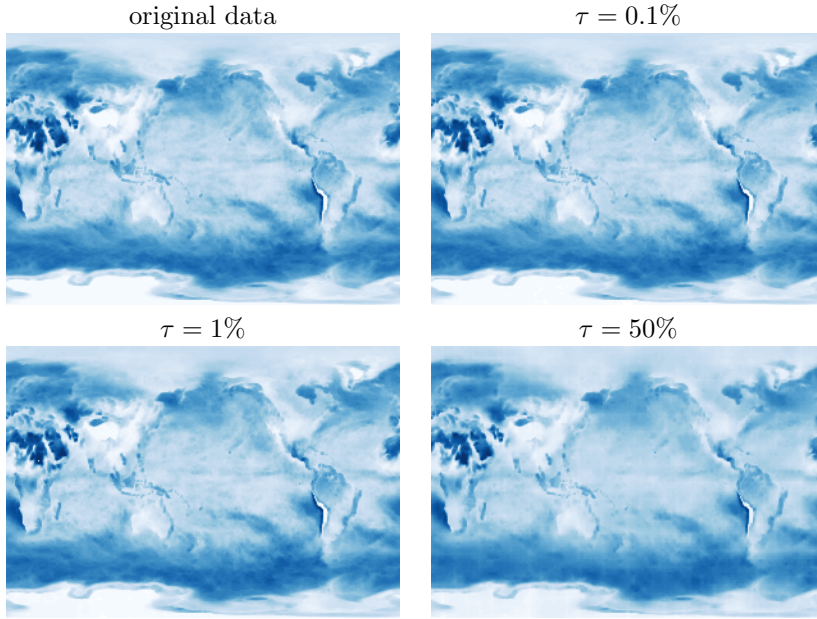 original data
τ = 0.1%
τ = 1%
τ = 50%